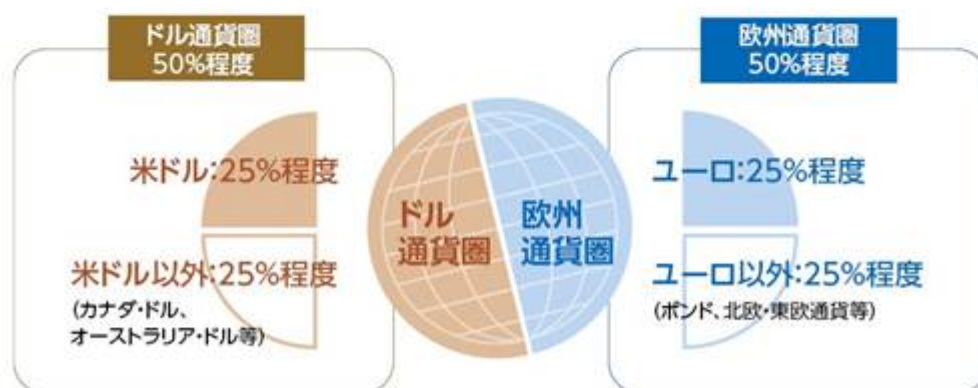 ドル通貨圏
50%程度
米ドル:25%程度
米ドル以外:25%程度
(カナダ・ドル、
オーストラリア・ドル等)
ドル
通貨圏
欧州
通貨圏
欧州通貨圏
50%程度
ユーロ:25%程度
ユーロ以外:25%程度
(ポンド、北欧・東欧通貨等)